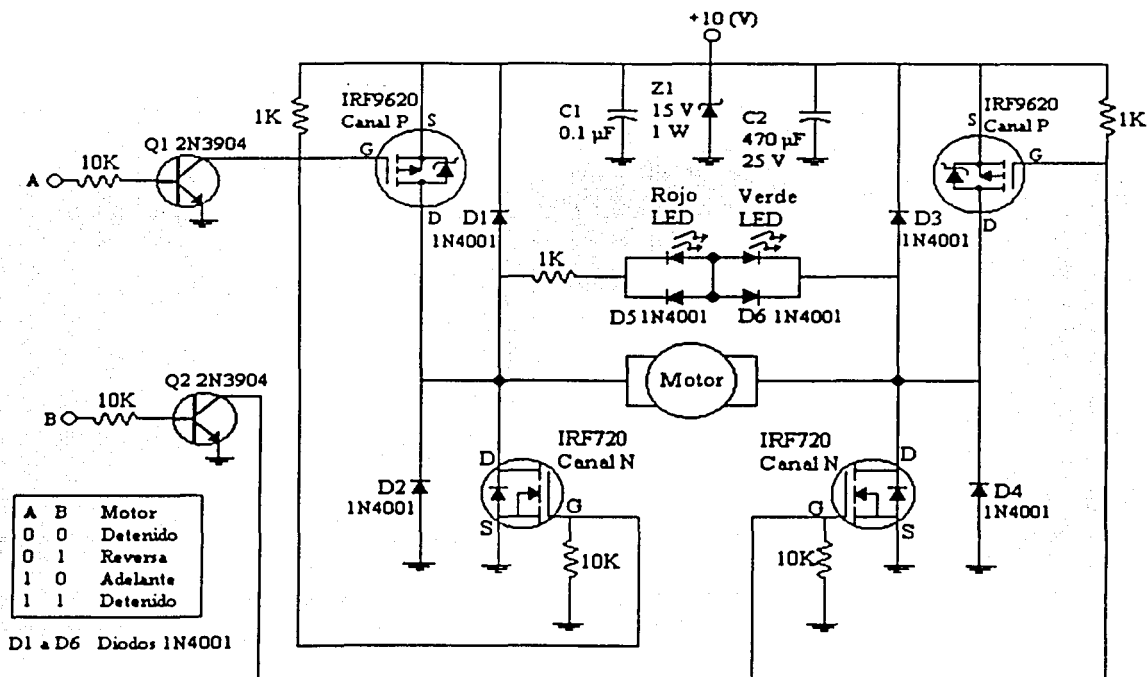 +10 (V)
1K
IRF9620
Canal P
S
G
D
Q1 2N3904
10K
A
C1
0.1 µF
Z1
15 V
1 W
C2
470 µF
25 V
IRF9620
Canal P
S
G
D
1K
D1
1N4001
Rojo
LED
Verde
LED
D3
1N4001
1K
D5 1N4001
D6 1N4001
Q2 2N3904
10K
B
Motor
IRF720
Canal N
D
S
G
IRF720
Canal N
D
S
G
D2
1N4001
D4
1N4001
10K
10K
A B Motor
0 0 Detenido
0 1 Reversa
1 0 Adelante
1 1 Detenido
D1 a D6 Diodos 1N4001